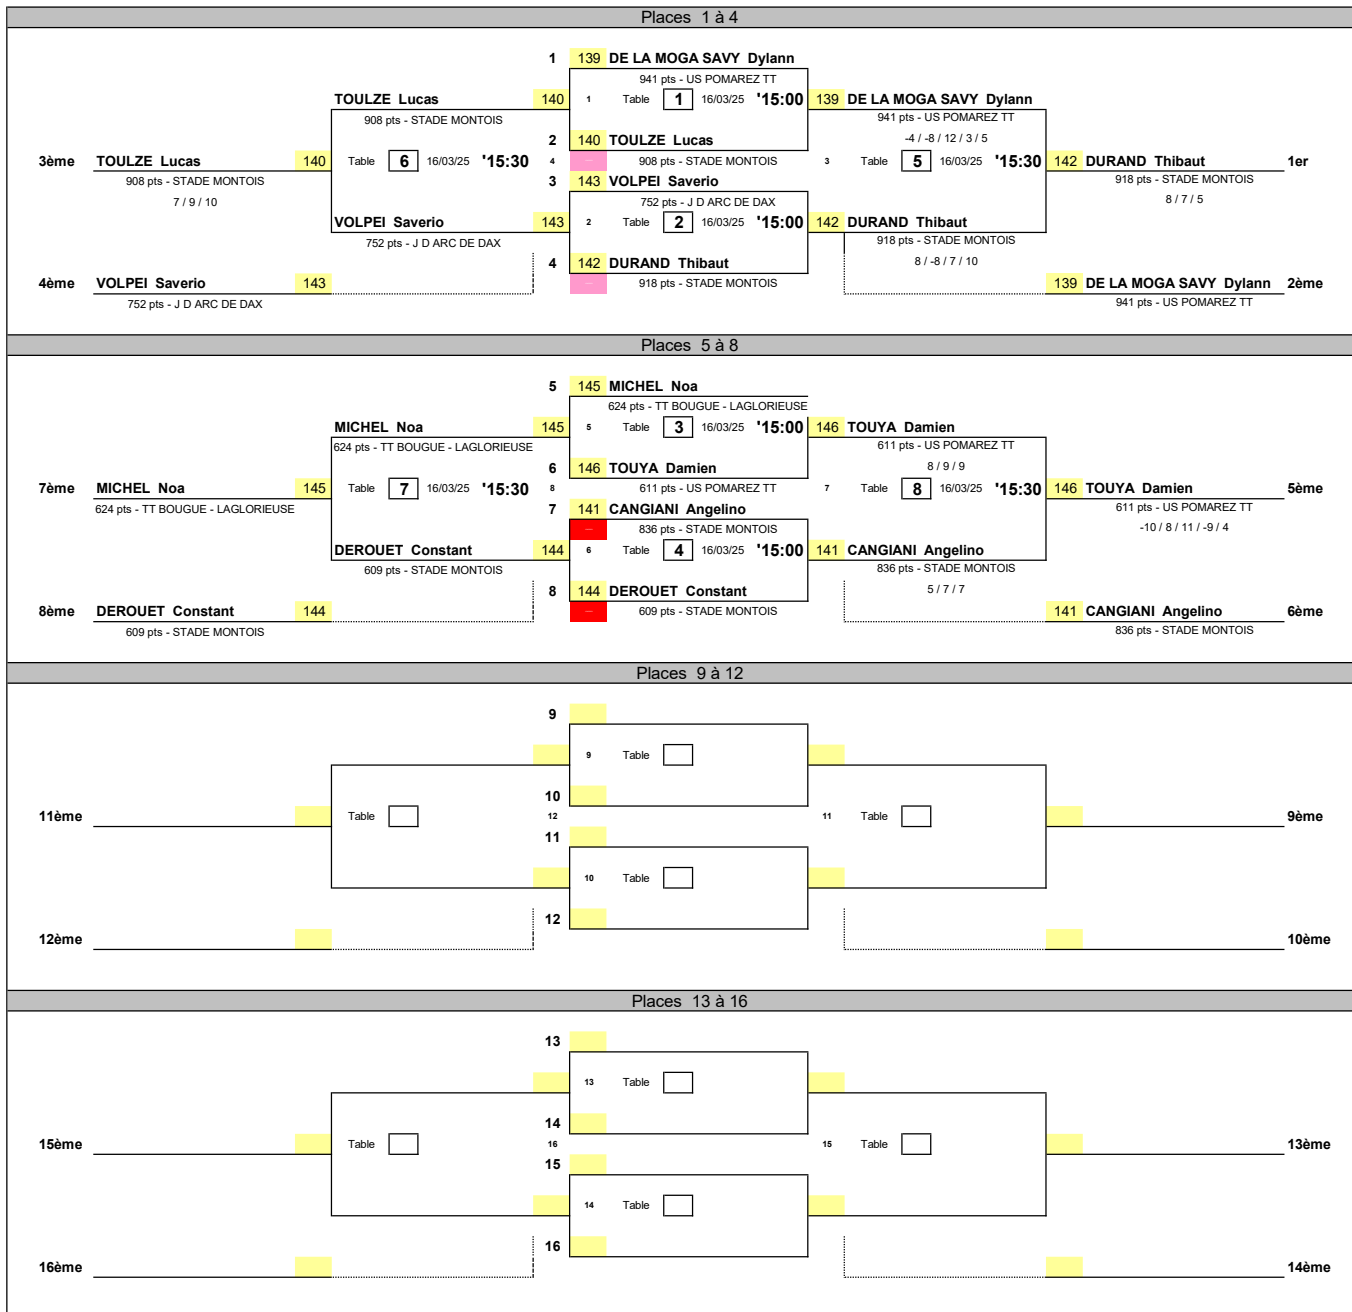 Places 1 à 4
1 139 DE LA MOGA SAVY Dylann
941 pts - US POMAREZ TT
TOULZE Lucas 140 1 Table 1 16/03/25 '15:00 139 DE LA MOGA SAVY Dylann
908 pts - STADE MONTOIS 941 pts - US POMAREZ TT
2 140 TOULZE Lucas -4 / -8 / 12 / 3 / 5
3ème TOULZE Lucas 140 Table 6 16/03/25 '15:30 4 908 pts - STADE MONTOIS 3 Table 5 16/03/25 '15:30 142 DURAND Thibaut 1er
908 pts - STADE MONTOIS 3 143 VOLPEI Saverio 918 pts - STADE MONTOIS
7 / 9 / 10 752 pts - J D ARC DE DAX 8 / 7 / 5
VOLPEI Saverio 143 2 Table 2 16/03/25 '15:00 142 DURAND Thibaut
752 pts - J D ARC DE DAX 918 pts - STADE MONTOIS
4 142 DURAND Thibaut 8 / -8 / 7 / 10
4ème VOLPEI Saverio 143 918 pts - STADE MONTOIS 139 DE LA MOGA SAVY Dylann 2ème
752 pts - J D ARC DE DAX 941 pts - US POMAREZ TT
Places 5 à 8
5 145 MICHEL Noa
624 pts - TT BOUGUE - LAGLORIEUSE
MICHEL Noa 145 5 Table 3 16/03/25 '15:00 146 TOUYA Damien
624 pts - TT BOUGUE - LAGLORIEUSE 611 pts - US POMAREZ TT
6 146 TOUYA Damien 8 / 9 / 9
7ème MICHEL Noa 145 Table 7 16/03/25 '15:30 8 611 pts - US POMAREZ TT 7 Table 8 16/03/25 '15:30 146 TOUYA Damien 5ème
624 pts - TT BOUGUE - LAGLORIEUSE 7 141 CANGIANI Angelino 611 pts - US POMAREZ TT
836 pts - STADE MONTOIS -10 / 8 / 11 / -9 / 4
DEROUET Constant 144 6 Table 4 16/03/25 '15:00 141 CANGIANI Angelino
609 pts - STADE MONTOIS 836 pts - STADE MONTOIS
8 144 DEROUET Constant 5 / 7 / 7
8ème DEROUET Constant 144 609 pts - STADE MONTOIS 141 CANGIANI Angelino 6ème
609 pts - STADE MONTOIS 836 pts - STADE MONTOIS
Places 9 à 12
9
9 Table
10
11ème Table 12 11 Table 9ème
11
10 Table
12
12ème 10ème
Places 13 à 16
13
13 Table
14
15ème Table 16 15 Table 13ème
15
14 Table
16
16ème 14ème